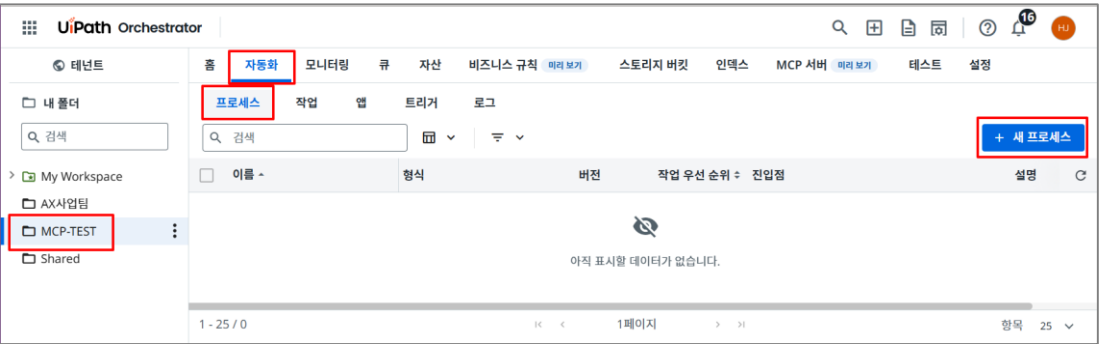 UiPath Orchestrator
16
HJ
테넌트
홈 자동화 모니터링 큐 자산 비즈니스 규칙 미리 보기 스토리지 버킷 인덱스 MCP 서버 미리 보기 테스트 설정
내 폴더
프로세스 작업 앱 트리거 로그
검색
검색
+ 새 프로세스
My Workspace
이름 형식 버전 작업 우선 순위 진입점 설명
AX사업팀
MCP-TEST
Shared
아직 표시할 데이터가 없습니다.
1 - 25 / 0 1페이지 항목 25